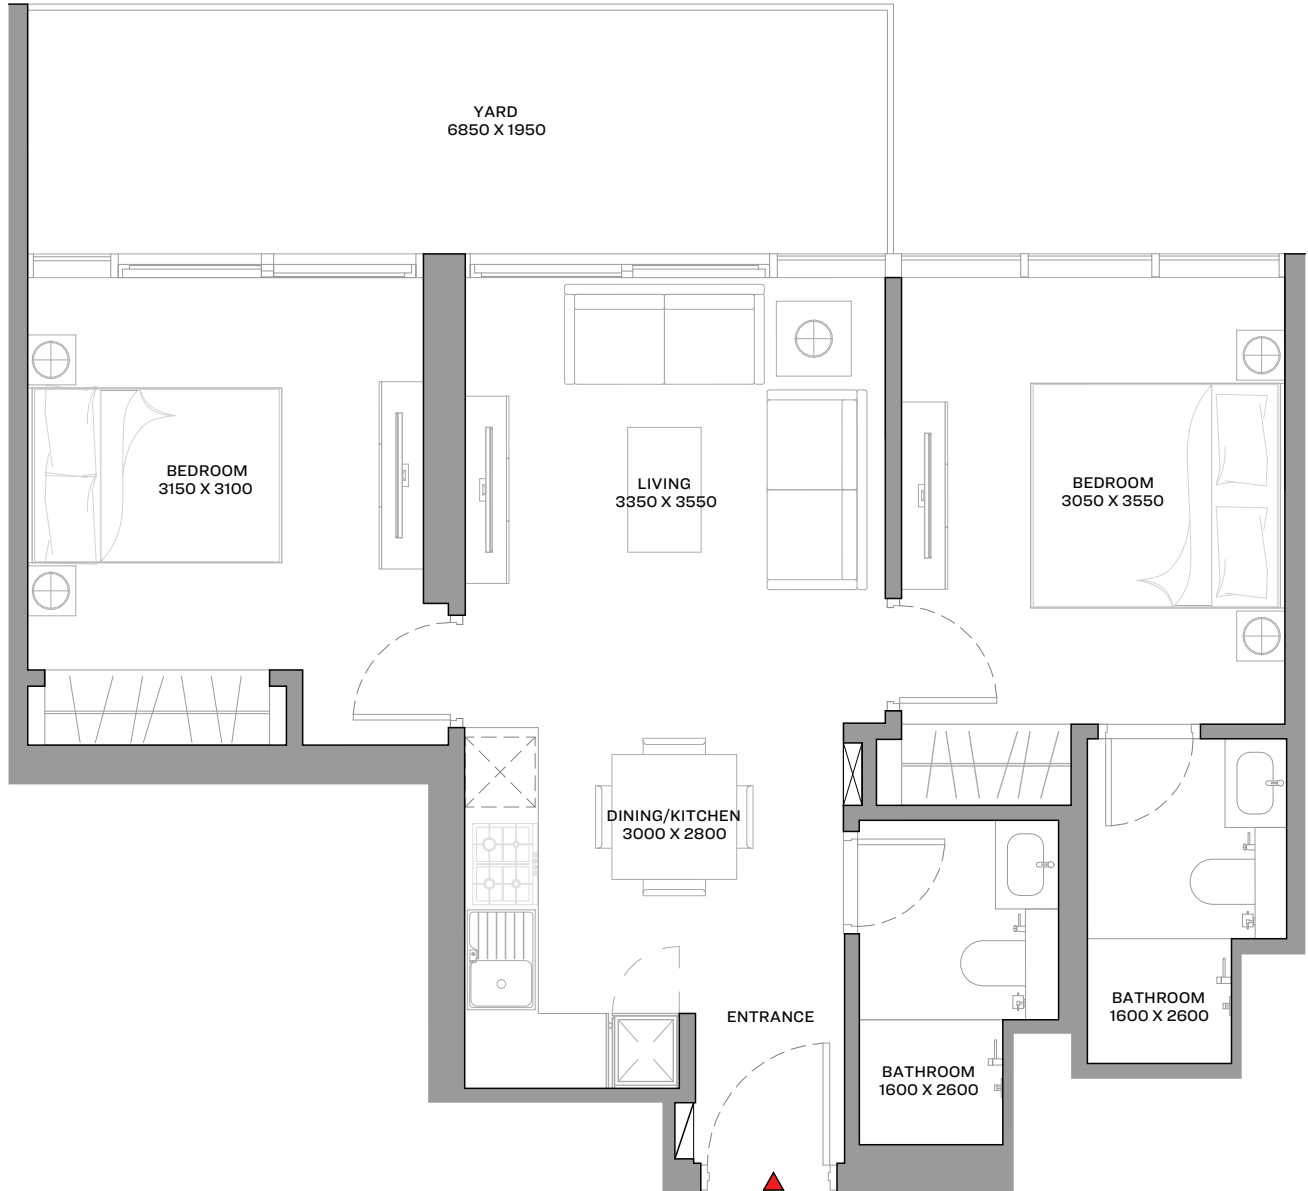 YARD
6850 X 1950
BEDROOM
3150 X 3100
LIVING
3350 X 3550
BEDROOM
3050 X 3550
DINING/KITCHEN
3000 X 2800
ENTRANCE
BATHROOM
1600 X 2600
BATHROOM
1600 X 2600